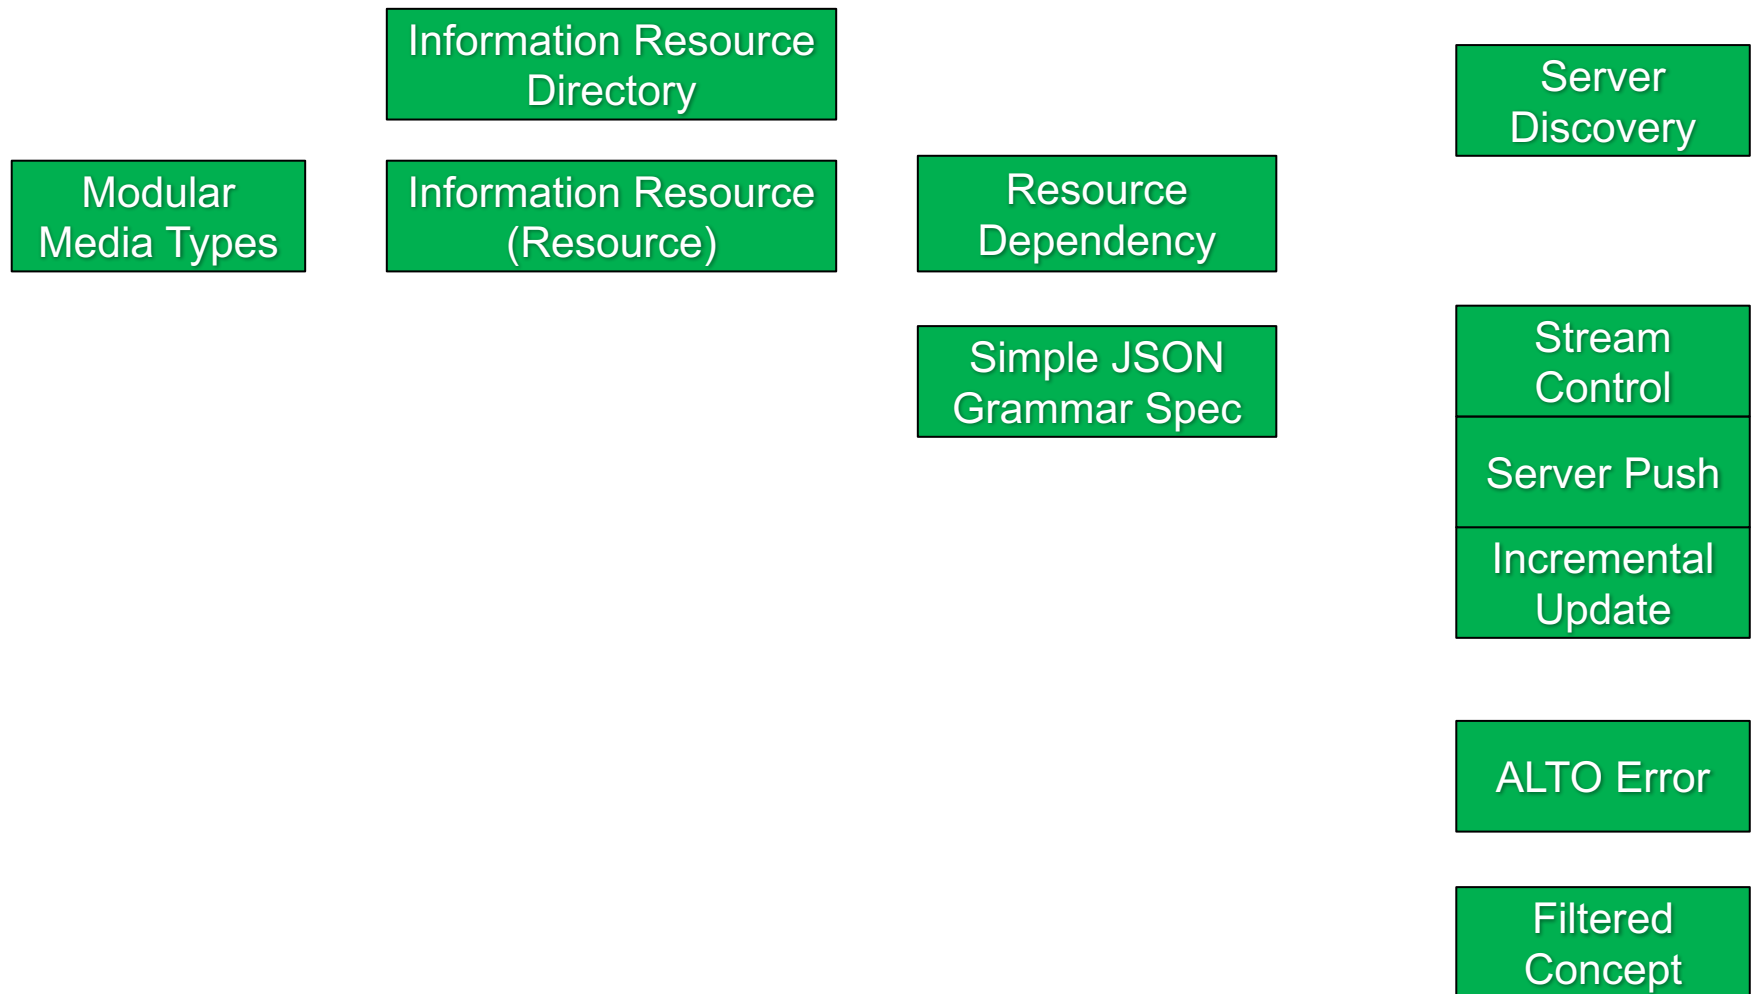 Information Resource
Directory
Server
Discovery
Modular
Media Types
Information Resource
(Resource)
Resource
Dependency
Simple JSON
Grammar Spec
Stream
Control
Server Push
Incremental
Update
ALTO Error
Filtered
Concept